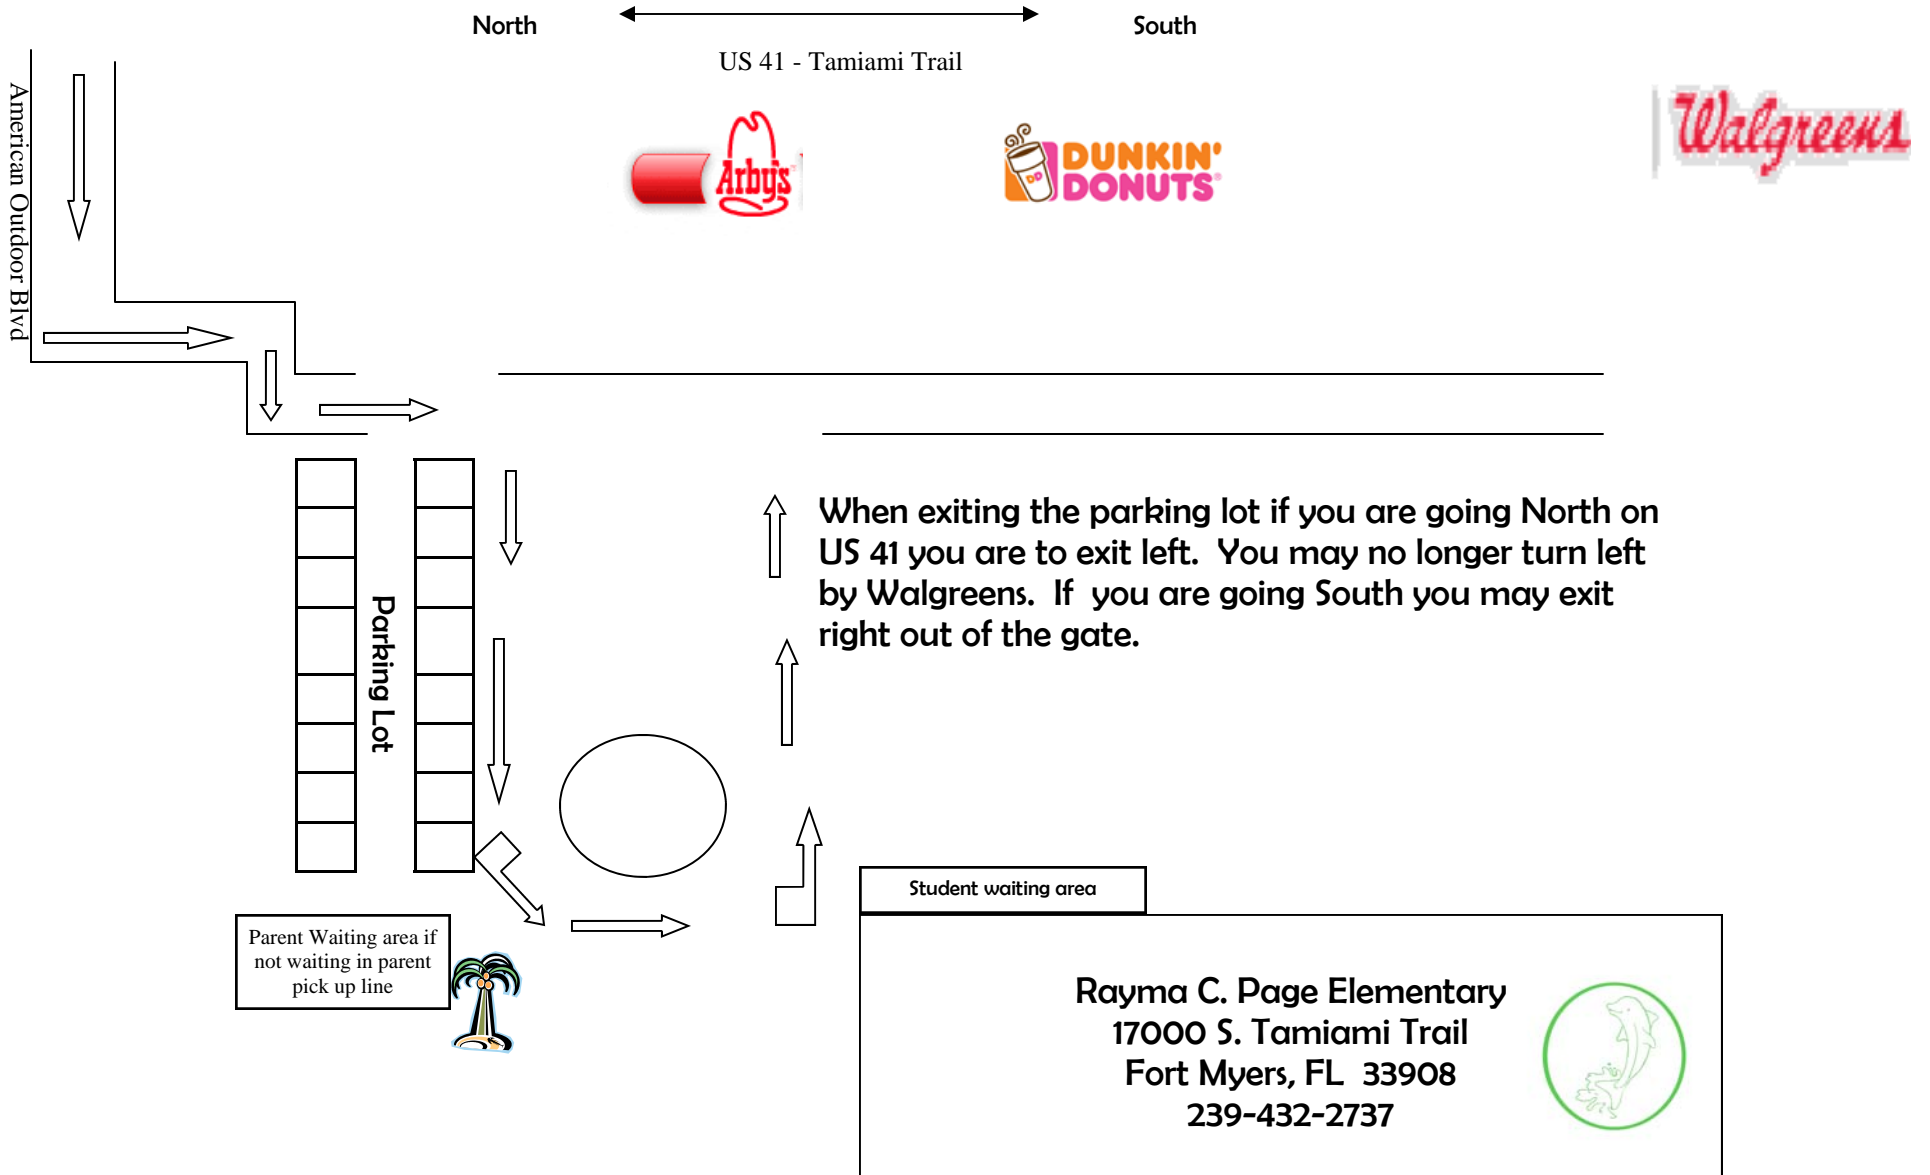 North
South
US 41 - Tamiami Trail
American Outdoor Blvd
Arby's
DUNKIN'
DONUTS
DD
Walgreens
When exiting the parking lot if you are going North on
US 41 you are to exit left.  You may no longer turn left
by Walgreens.  If  you are going South you may exit
right out of the gate.
Parking Lot
Student waiting area
Parent Waiting area if
not waiting in parent
pick up line
Rayma C. Page Elementary
17000 S. Tamiami Trail
Fort Myers, FL  33908
239-432-2737